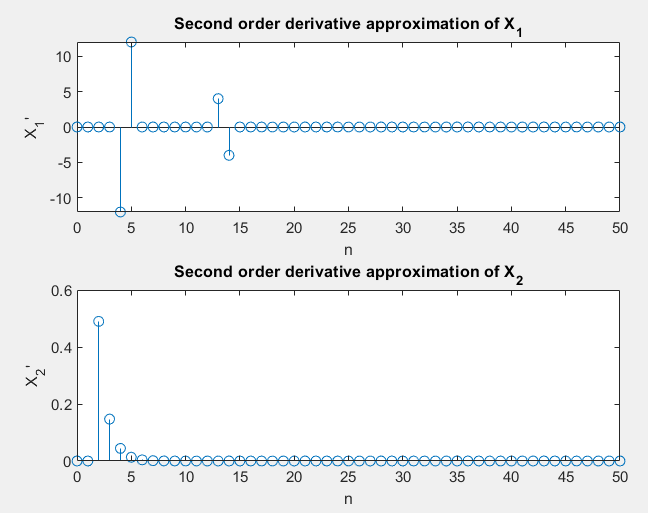 Second order derivative approximation of X₁
10
5
0
-5
-10
X₁'
0 5 10 15 20 25 30 35 40 45 50
n
Second order derivative approximation of X₂
0.6
0.4
0.2
0
X₂'
0 5 10 15 20 25 30 35 40 45 50
n